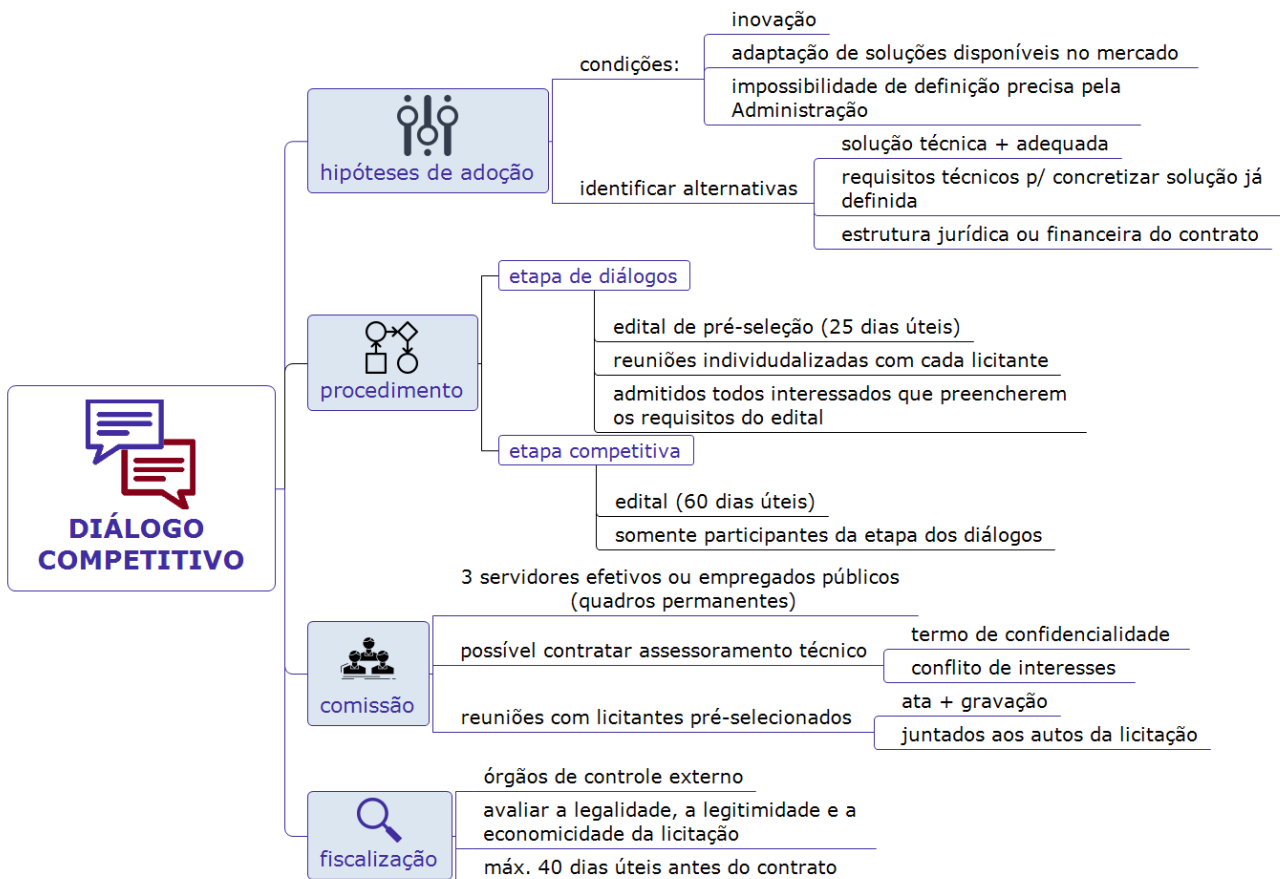 DIÁLOGO
COMPETITIVO
hipóteses de adoção
condições:
inovação
adaptação de soluções disponíveis no mercado
impossibilidade de definição precisa pela
Administração
identificar alternativas
solução técnica + adequada
requisitos técnicos p/ concretizar solução já
definida
estrutura jurídica ou financeira do contrato
procedimento
etapa de diálogos
edital de pré-seleção (25 dias úteis)
reuniões individudalizadas com cada licitante
admitidos todos interessados que preencherem
os requisitos do edital
etapa competitiva
edital (60 dias úteis)
somente participantes da etapa dos diálogos
comissão
3 servidores efetivos ou empregados públicos
(quadros permanentes)
possível contratar assessoramento técnico
termo de confidencialidade
conflito de interesses
reuniões com licitantes pré-selecionados
ata + gravação
juntados aos autos da licitação
fiscalização
órgãos de controle externo
avaliar a legalidade, a legitimidade e a
economicidade da licitação
máx. 40 dias úteis antes do contrato